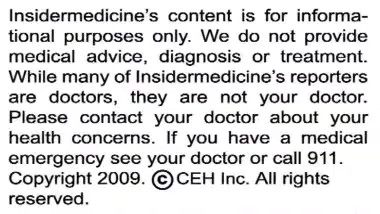 Insidermedicine's content is for informa-
tional purposes only. We do not provide
medical advice, diagnosis or treatment.
While many of Insidermedicine's reporters
are doctors, they are not your doctor.
Please contact your doctor about your
health concerns. If you have a medical
emergency see your doctor or call 911.
Copyright 2009. ©CEH Inc. All rights
reserved.